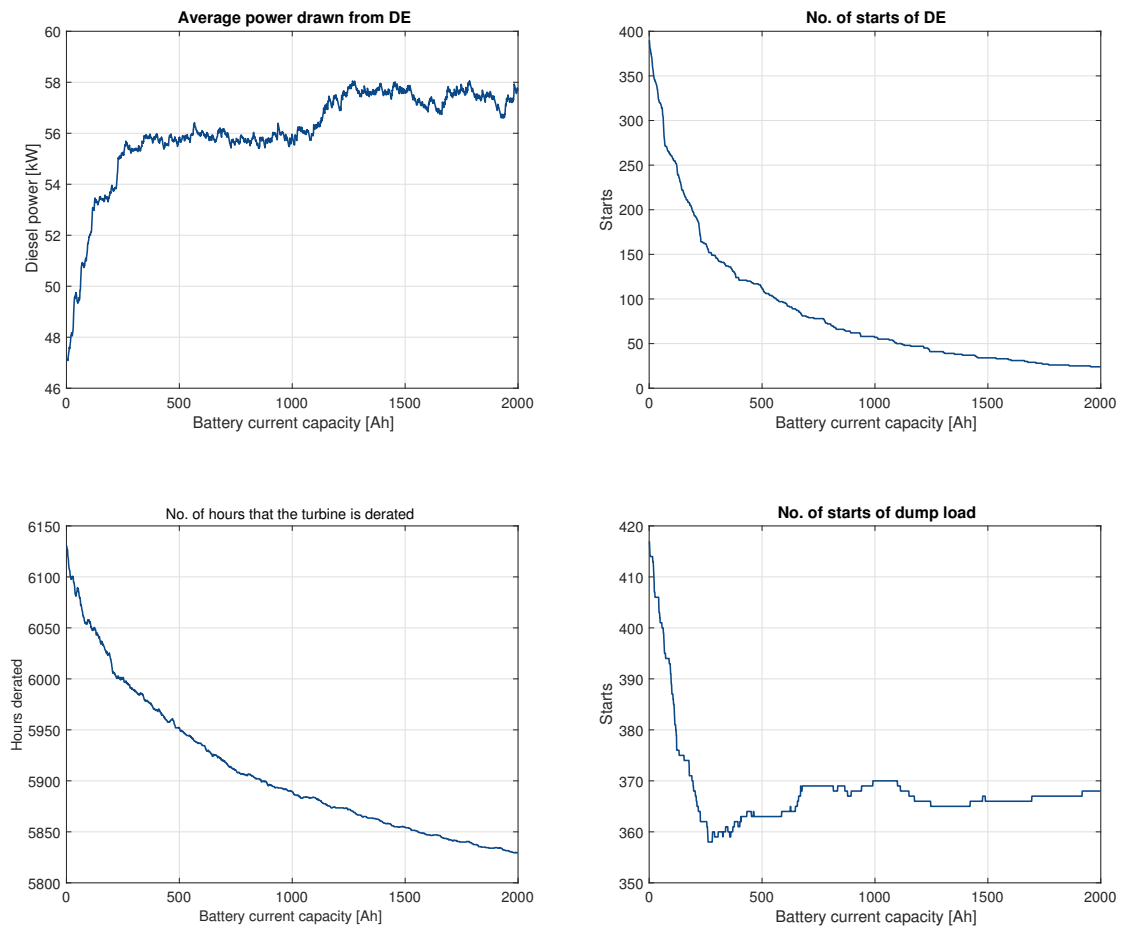 Average power drawn from DE
60
58
56
54
52
50
48
46
Diesel power [kW]
0 500 1000 1500 2000
Battery current capacity [Ah]
No. of starts of DE
400
350
300
250
200
150
100
50
0
Starts
0 500 1000 1500 2000
Battery current capacity [Ah]
No. of hours that the turbine is derated
6150
6100
6050
6000
5950
5900
5850
5800
Hours derated
0 500 1000 1500 2000
Battery current capacity [Ah]
No. of starts of dump load
420
410
400
390
380
370
360
350
Starts
0 500 1000 1500 2000
Battery current capacity [Ah]